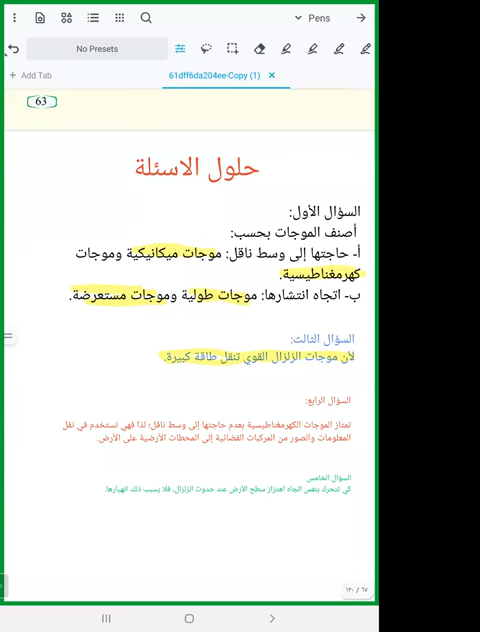 Pens
No Presets
Add Tab
61dff6da204ee-Copy (1)
63
حلول الاسئلة
السؤال الأول:
أصنف الموجات بحسب:
أ- حاجتها إلى وسط ناقل: موجات ميكانيكية وموجات
كهرمغناطيسية.
ب- اتجاه انتشارها: موجات طولية وموجات مستعرضة.
السؤال الثالث:
لأن موجات الزلزال القوي تنقل طاقة كبيرة.
السؤال الرابع:
تمتاز الموجات الكهرمغناطيسية بعدم حاجتها إلى وسط ناقل؛ لذا فهي تستخدم في نقل
المعلومات والصور من المركبات الفضائية إلى المحطات الأرضية على الأرض.
السؤال الخامس
كي تتحرك بنفس اتجاه اهتزاز سطح الأرض عند حدوث الزلزال، فلا يسبب ذلك انهيارها.
٦٧ / ١٣٠